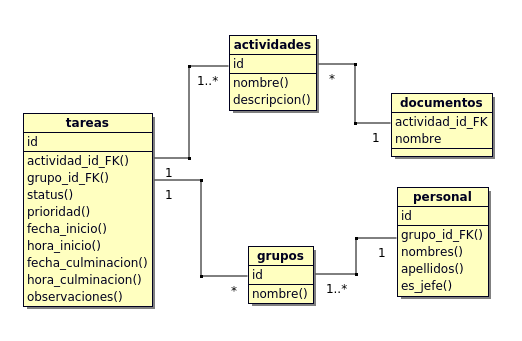 actividades
id
nombre()
descripcion()
1..*
*
documentos
actividad_id_FK
nombre
1
tareas
id
actividad_id_FK()
grupo_id_FK()
status()
prioridad()
fecha_inicio()
hora_inicio()
fecha_culminacion()
hora_culminacion()
observaciones()
1
1
personal
id
grupo_id_FK()
nombres()
apellidos()
es_jefe()
1
grupos
id
nombre()
*
1..*